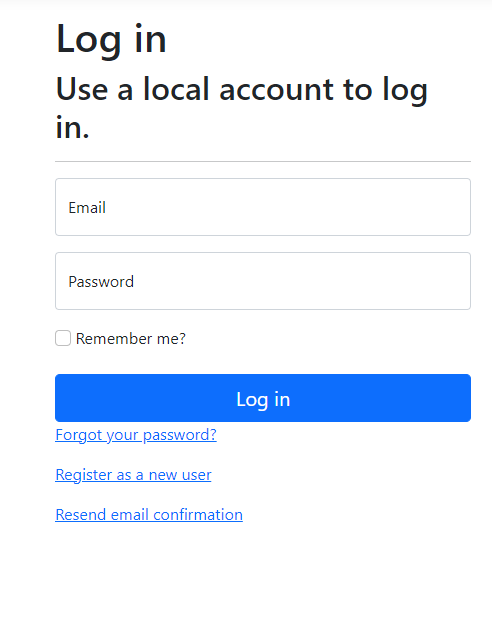 Log in
Use a local account to log
in.
Email
Password
Remember me?
Log in
Forgot your password?
Register as a new user
Resend email confirmation